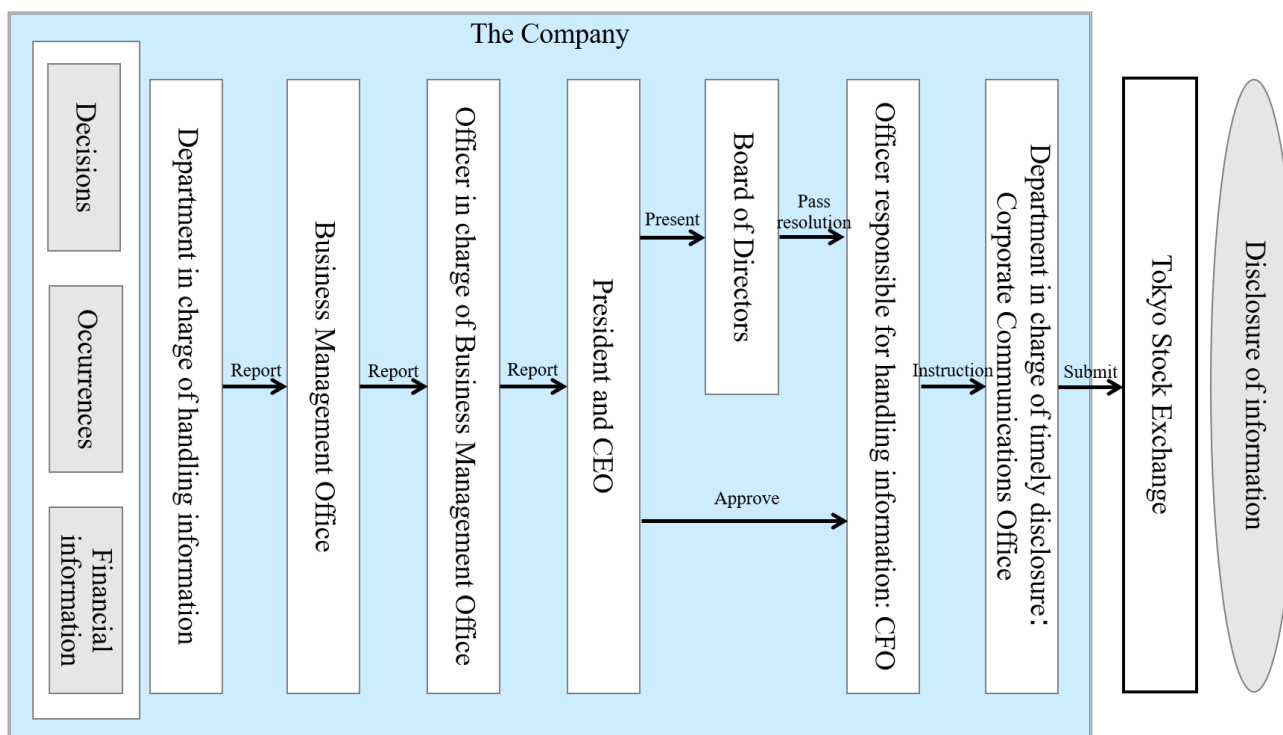 The Company
Decisions
Occurrences
Financial
information
Department in charge of handling information
Report
Business Management Office
Report
Officer in charge of Business Management Office
Report
President and CEO
Present
Board of Directors
Pass
resolution
Approve
Officer responsible for handling information: CFO
Instruction
Department in charge of timely disclosure:
Corporate Communications Office
Submit
Tokyo Stock Exchange
Disclosure of information